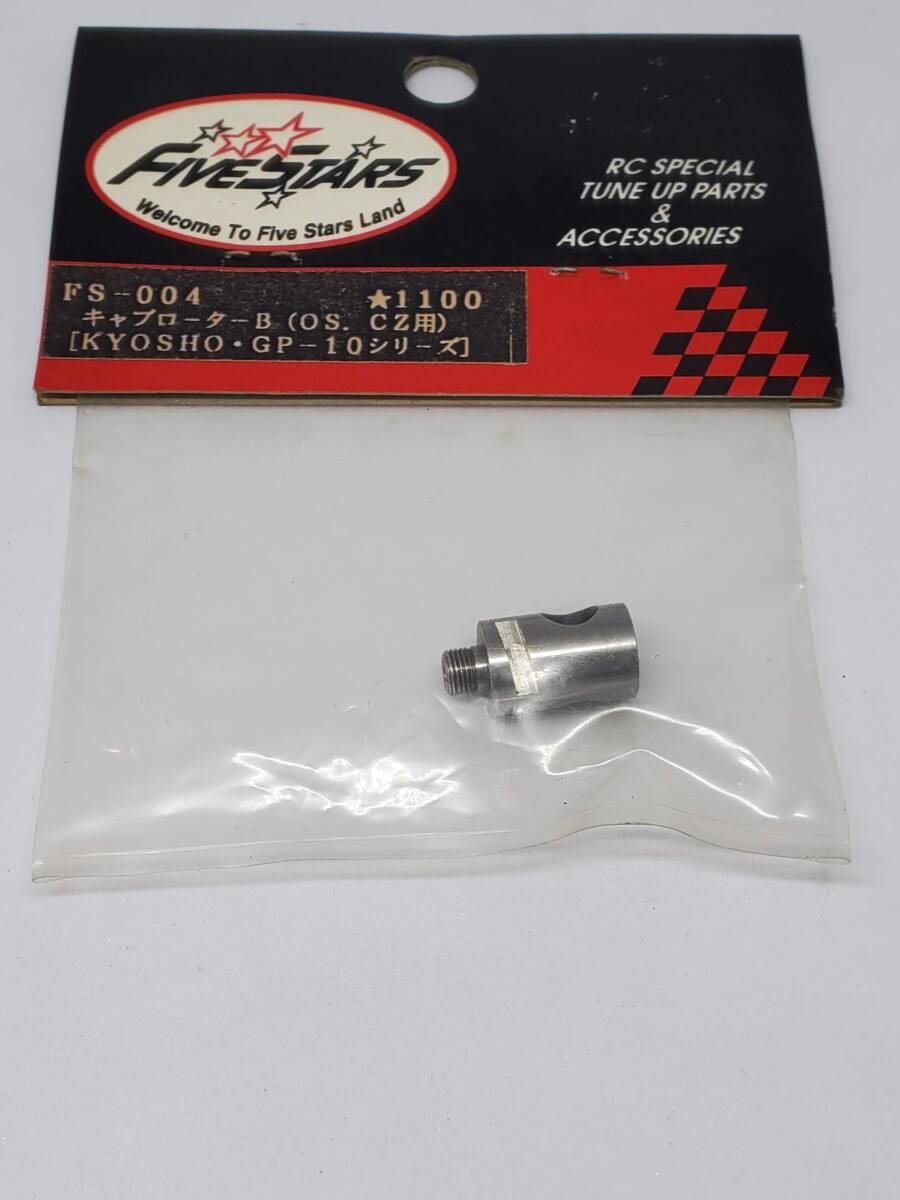 FIVESTARS
Welcome To Five Stars Land
RC SPECIAL
TUNE UP PARTS
&
ACCESSORIES
FS-004 ★1100
キャブローターB (OS. CZ用)
[KYOSHO・GP-10シリーズ]